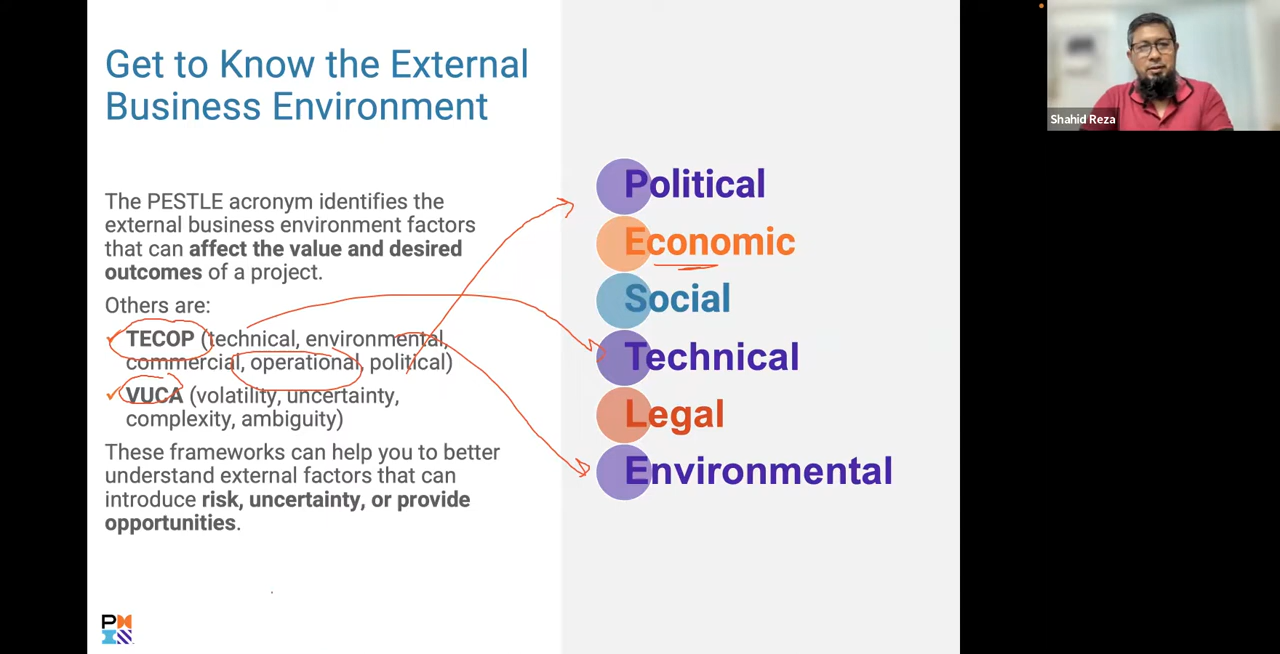 Get to Know the External
Business Environment
The PESTLE acronym identifies the
external business environment factors
that can affect the value and desired
outcomes of a project.
Others are:
✓ TECOP (technical, environmental,
commercial, operational, political)
✓ VUCA (volatility, uncertainty,
complexity, ambiguity)
These frameworks can help you to better
understand external factors that can
introduce risk, uncertainty, or provide
opportunities.
Political
Economic
Social
Technical
Legal
Environmental
Shahid Reza